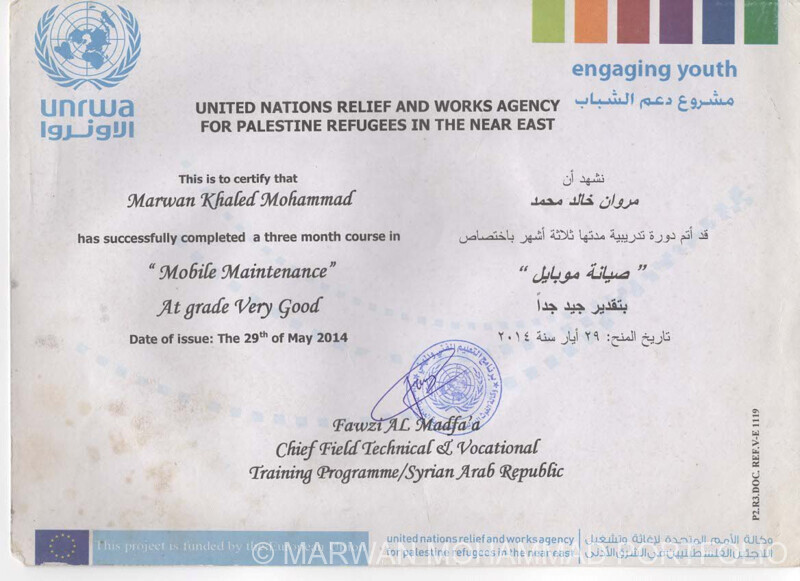 unrwa
الاونروا
engaging youth
مشروع دعم الشباب
UNITED NATIONS RELIEF AND WORKS AGENCY
FOR PALESTINE REFUGEES IN THE NEAR EAST
This is to certify that
Marwan Khaled Mohammad
has successfully completed a three month course in
“ Mobile Maintenance”
At grade Very Good
Date of issue: The 29th of May 2014
نشهد أن
مروان خالد محمد
قد أتم دورة تدريبية مدتها ثلاثة أشهر باختصاص
” صيانة موبايل “
بتقدير جيد جداً
تاريخ المنح: ٢٩ أيار سنة ٢٠١٤
Fawzi AL Madfa'a
Chief Field Technical & Vocational
Training Programme/Syrian Arab Republic
P2.R3.DOC. REF.V-E 1119
This project is funded by the European
united nations relief and works agency
for palestine refugees in the near east
وكالة الأمم المتحدة لإغاثة وتشغيل
اللاجئين الفلسطينيين في الشرق الأدنى
© MARWAN MOHAMMAD PORTFOLIO